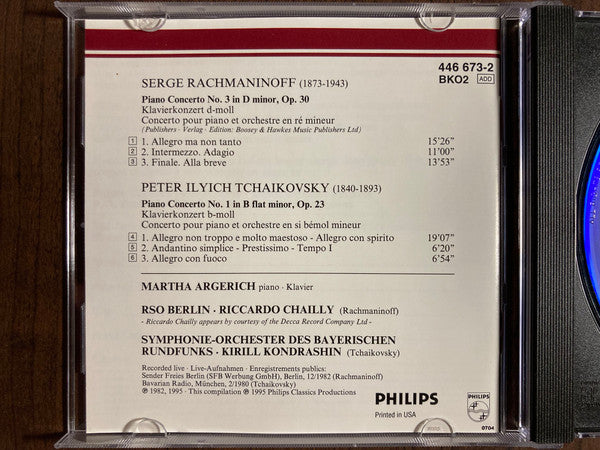 446 673-2
BKO2 ADD
SERGE RACHMANINOFF (1873-1943)
Piano Concerto No. 3 in D minor, Op. 30
Klavierkonzert d-moll
Concerto pour piano et orchestre en ré mineur
(Publishers · Verlag · Edition: Boosey & Hawkes Music Publishers Ltd)
1 1. Allegro ma non tanto 15'26"
2 2. Intermezzo. Adagio 11'00"
3 3. Finale. Alla breve 13'53"
PETER ILYICH TCHAIKOVSKY (1840-1893)
Piano Concerto No. 1 in B flat minor, Op. 23
Klavierkonzert b-moll
Concerto pour piano et orchestre en si bémol mineur
4 1. Allegro non troppo e molto maestoso - Allegro con spirito 19'07"
5 2. Andantino simplice - Prestissimo - Tempo I 6'20"
6 3. Allegro con fuoco 6'54"
MARTHA ARGERICH piano · Klavier
RSO BERLIN · RICCARDO CHAILLY (Rachmaninoff)
- Riccardo Chailly appears by courtesy of the Decca Record Company Ltd -
SYMPHONIE-ORCHESTER DES BAYERISCHEN
RUNDFUNKS · KIRILL KONDRASHIN (Tchaikovsky)
Recorded live · Live-Aufnahmen · Enregistrements publics:
Sender Freies Berlin (SFB Werbung GmbH), Berlin, 12/1982 (Rachmaninoff)
Bavarian Radio, München, 2/1980 (Tchaikovsky)
℗ 1982, 1995 · This compilation ℗ 1995 Philips Classics Productions
PHILIPS
Printed in USA
PHILIPS
0704